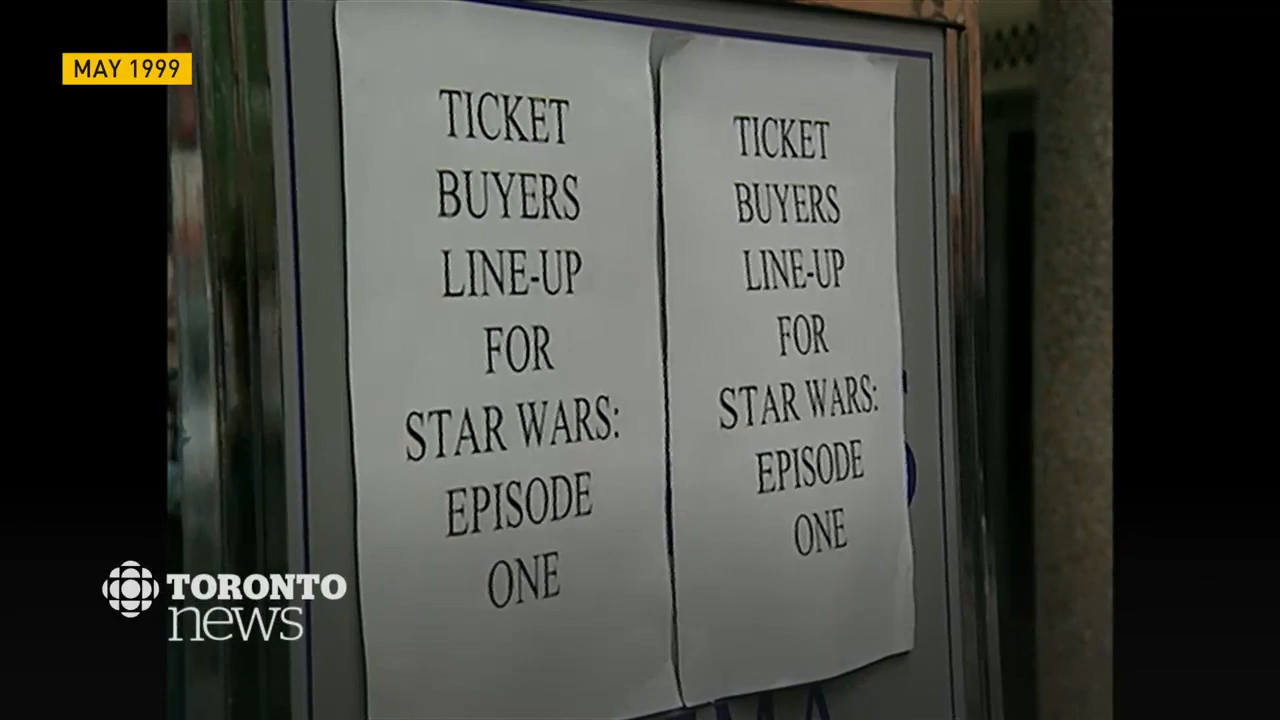 MAY 1999
TICKET
BUYERS
LINE-UP
FOR
STAR WARS:
EPISODE
ONE
TICKET
BUYERS
LINE-UP
FOR
STAR WARS:
EPISODE
ONE
TORONTO
news